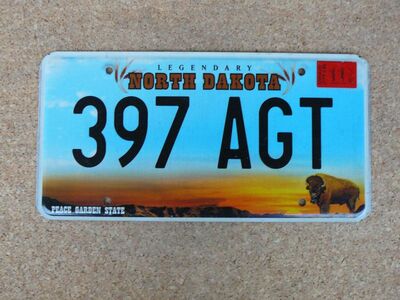 LEGENDARY
NORTH DAKOTA
397 AGT
PEACE GARDEN STATE